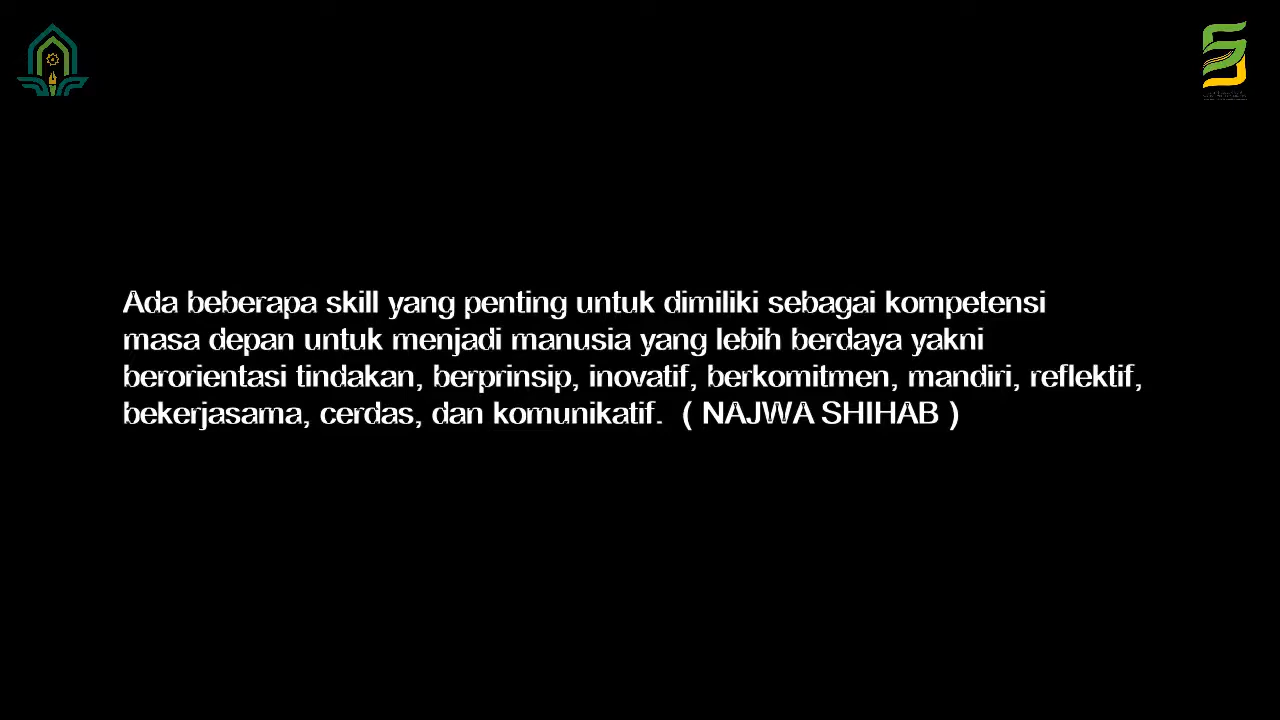 Ada beberapa skill yang penting untuk dimiliki sebagai kompetensi
masa depan untuk menjadi manusia yang lebih berdaya yakni
berorientasi tindakan, berprinsip, inovatif, berkomitmen, mandiri, reflektif,
bekerjasama, cerdas, dan komunikatif. ( NAJWA SHIHAB )